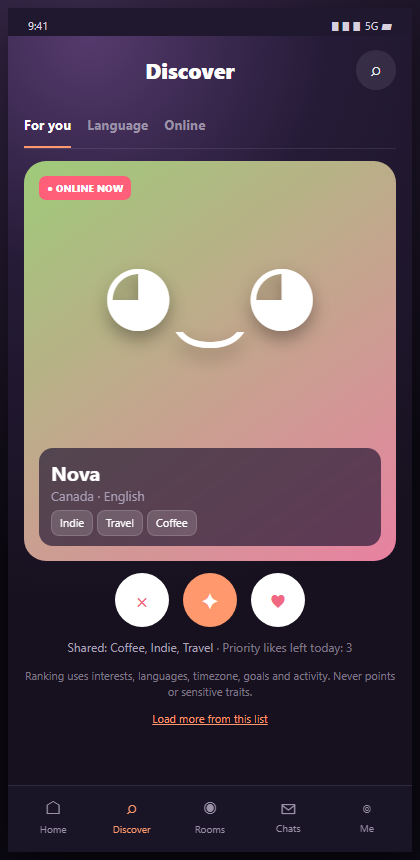 9:41
5G
Discover
For you
Language
Online
ONLINE NOW
Nova
Canada · English
Indie
Travel
Coffee
Shared: Coffee, Indie, Travel · Priority likes left today: 3
Ranking uses interests, languages, timezone, goals and activity. Never points
or sensitive traits.
Load more from this list
Home
Discover
Rooms
Chats
Me